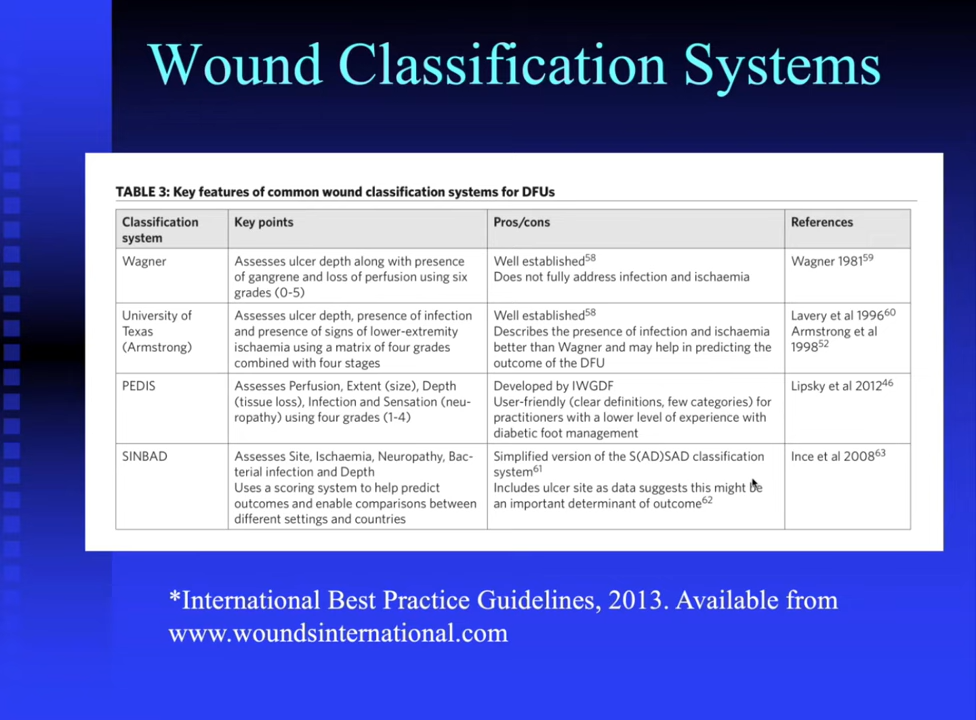 Wound Classification Systems
TABLE 3: Key features of common wound classification systems for DFUs
Classification
system
Key points
Pros/cons
References
Wagner
Assesses ulcer depth along with presence
of gangrene and loss of perfusion using six
grades (0-5)
Well established58
Does not fully address infection and ischaemia
Wagner 198159
University of
Texas
(Armstrong)
Assesses ulcer depth, presence of infection
and presence of signs of lower-extremity
ischaemia using a matrix of four grades
combined with four stages
Well established58
Describes the presence of infection and ischaemia
better than Wagner and may help in predicting the
outcome of the DFU
Lavery et al 199660
Armstrong et al
199852
PEDIS
Assesses Perfusion, Extent (size), Depth
(tissue loss), Infection and Sensation (neu-
ropathy) using four grades (1-4)
Developed by IWGDF
User-friendly (clear definitions, few categories) for
practitioners with a lower level of experience with
diabetic foot management
Lipsky et al 201246
SINBAD
Assesses Site, Ischaemia, Neuropathy, Bac-
terial infection and Depth
Uses a scoring system to help predict
outcomes and enable comparisons between
different settings and countries
Simplified version of the S(AD)SAD classification
system61
Includes ulcer site as data suggests this might be
an important determinant of outcome62
Ince et al 200863
*International Best Practice Guidelines, 2013. Available from
www.woundsinternational.com